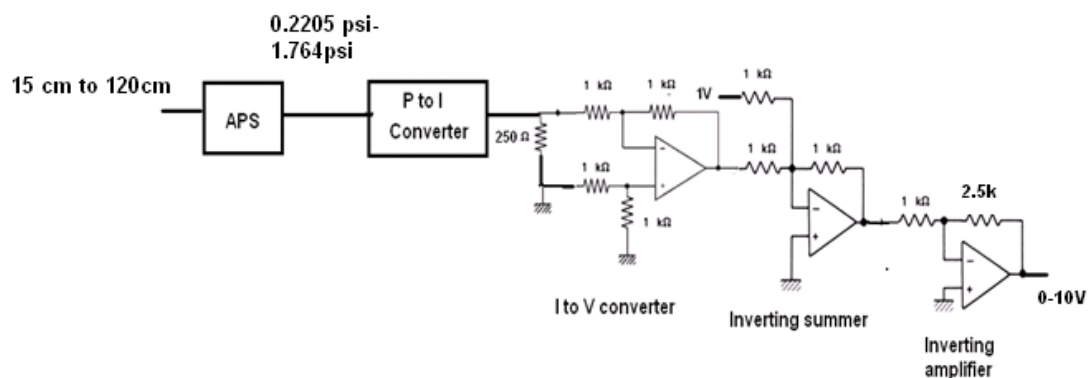 0.2205 psi-
1.764psi
15 cm to 120cm
APS
P to I
Converter
250 Ω
1 kΩ
1 kΩ
1 kΩ
1 kΩ
-
+
1V
1 kΩ
1 kΩ
1 kΩ
-
+
1 kΩ
2.5k
-
+
0-10V
I to V converter
Inverting summer
Inverting
amplifier